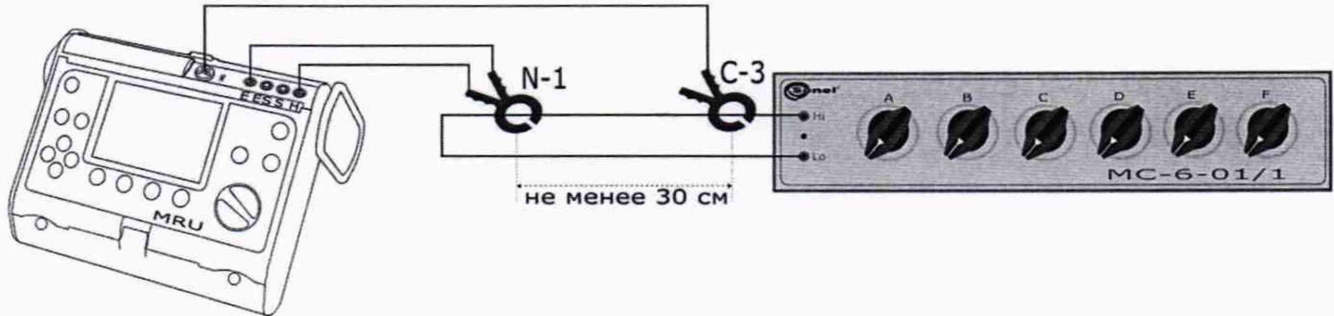 N-1
C-3
E ES S H
sonel
A B C D E F
Hi
Lo
MC-6-01/1
не менее 30 см
MRU